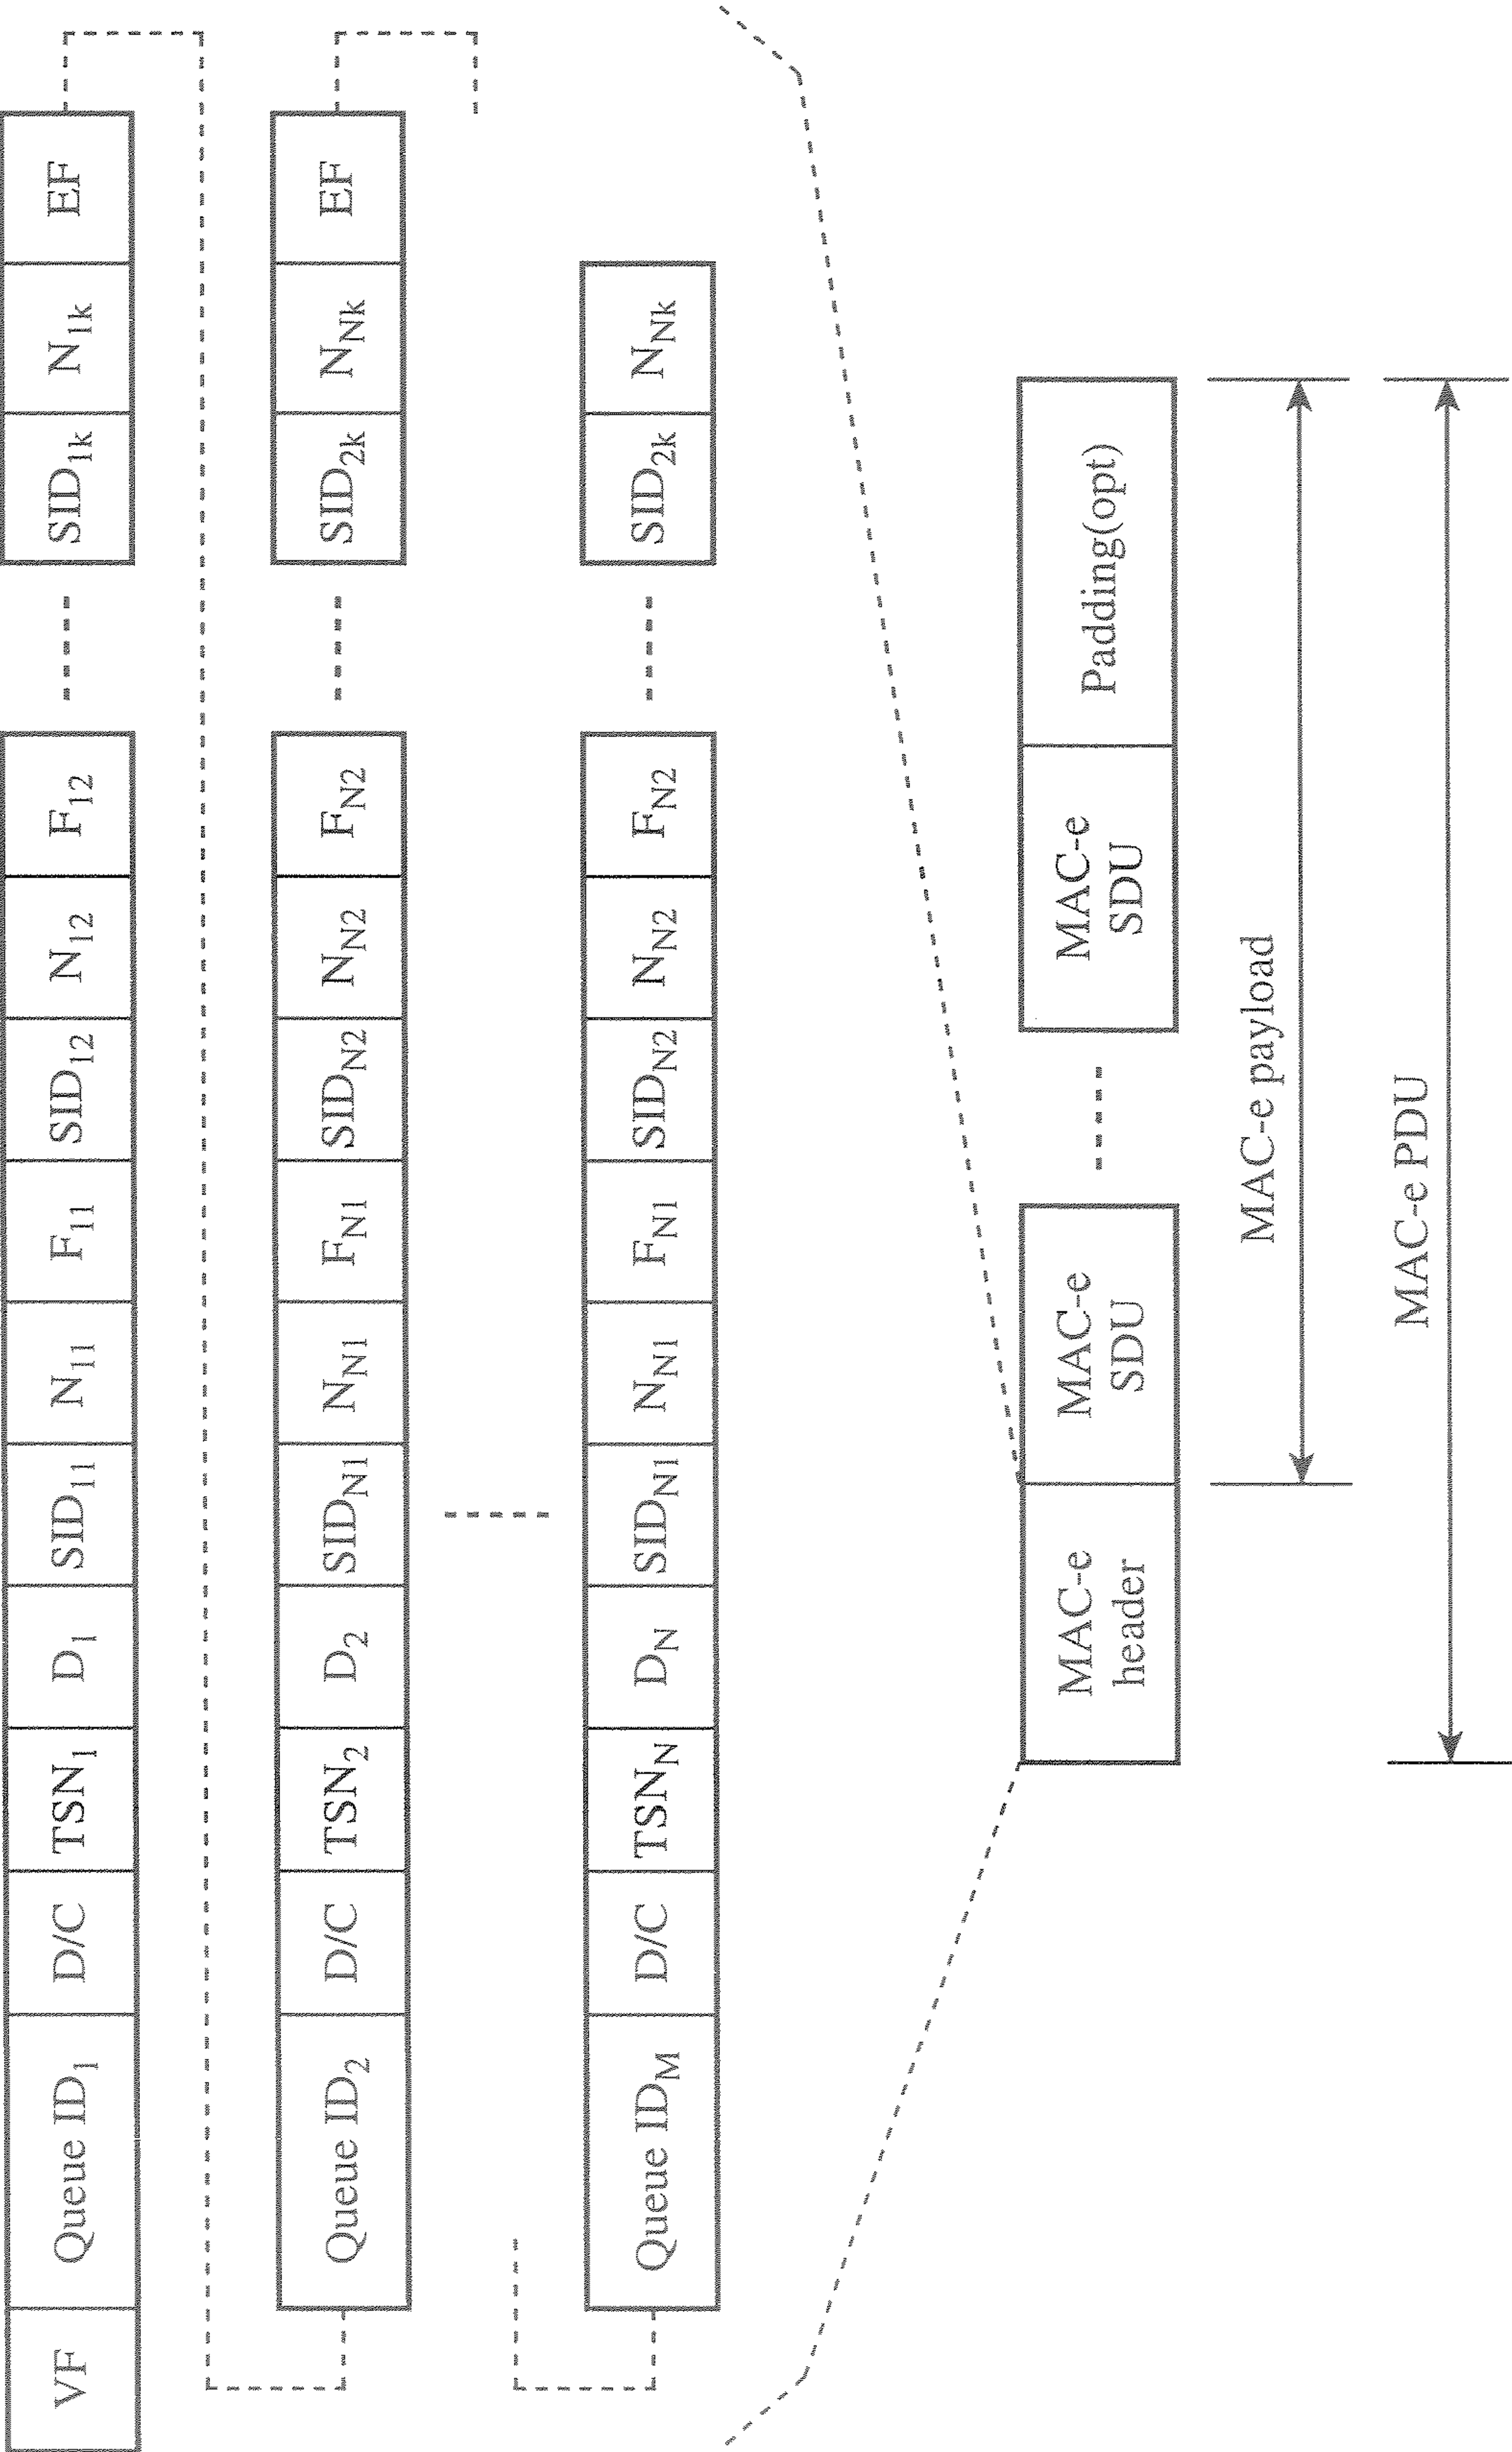 VF Queue ID1 D/C TSN1 D1 SID11 N11 F11 SID12 N12 F12 SID1k N1k EF
Queue ID2 D/C TSN2 D2 SIDN1 NN1 FN1 SIDN2 NN2 FN2 SID2k NNk EF
Queue IDM D/C TSNN DN SIDN1 NN1 FN1 SIDN2 NN2 FN2 SID2k NNk
MAC-e
header
MAC-e
SDU
MAC-e
SDU
Padding(opt)
MAC-e payload
MAC-e PDU